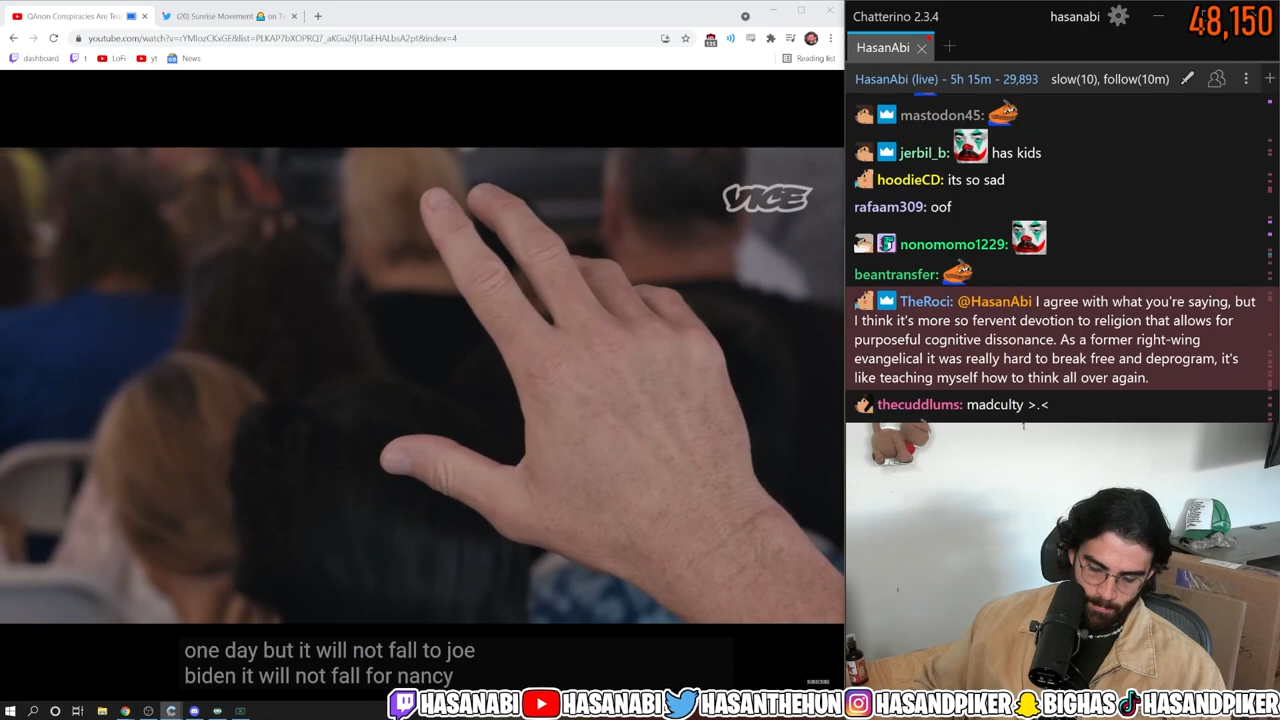 QAnon Conspiracies Are Tea
(20) Sunrise Movement on T
youtube.com/watch?v=rYMIozCKxGE&list=PLKAP7bXOPRQ7_aKGu2fjUTaEHALbsA2pt&index=4
dashboard
t
LoFi
yt
News
Reading list
VICE
one day but it will not fall to joe
biden it will not fall for nancy
SUBSCRIBE
Chatterino 2.3.4
hasanabi
48,150
HasanAbi
HasanAbi (live) - 5h 15m - 29,893
slow(10), follow(10m)
mastodon45:
jerbil_b: has kids
hoodieCD: its so sad
rafaam309: oof
nonomomo1229:
beantransfer:
TheRoci: @HasanAbi I agree with what you're saying, but
I think it's more so fervent devotion to religion that allows for
purposeful cognitive dissonance. As a former right-wing
evangelical it was really hard to break free and deprogram, it's
like teaching myself how to think all over again.
thecuddlums: madculty >.<
HASANABI
HASANABI
HASANTHEHUN
HASANDPIKER
BIGHAS
HASANDPIKER